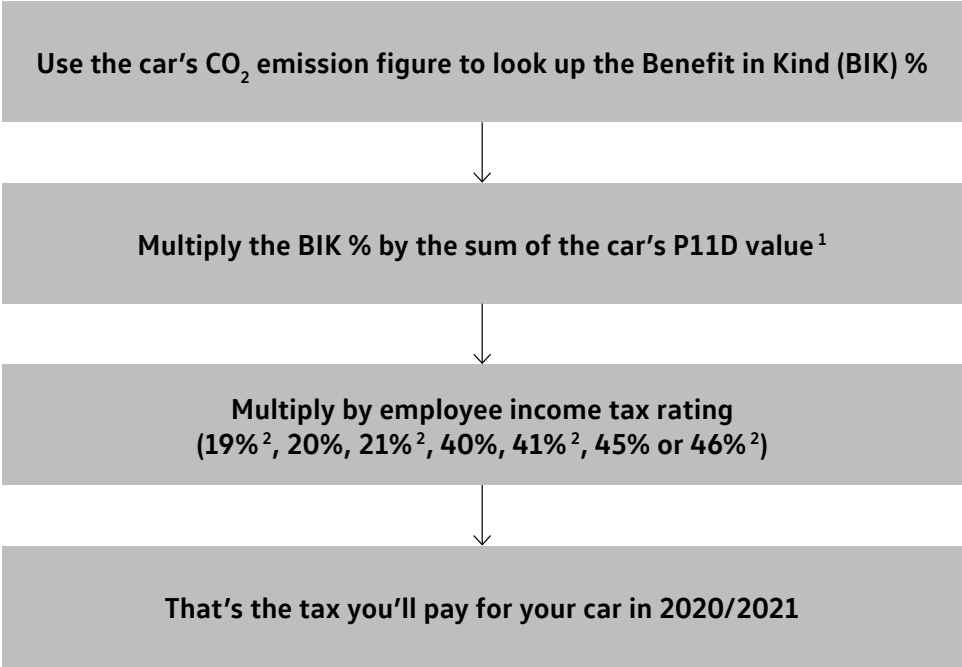 Use the car's CO₂ emission figure to look up the Benefit in Kind (BIK) %
Multiply the BIK % by the sum of the car's P11D value ¹
Multiply by employee income tax rating
(19% ², 20%, 21% ², 40%, 41% ², 45% or 46% ²)
That's the tax you'll pay for your car in 2020/2021